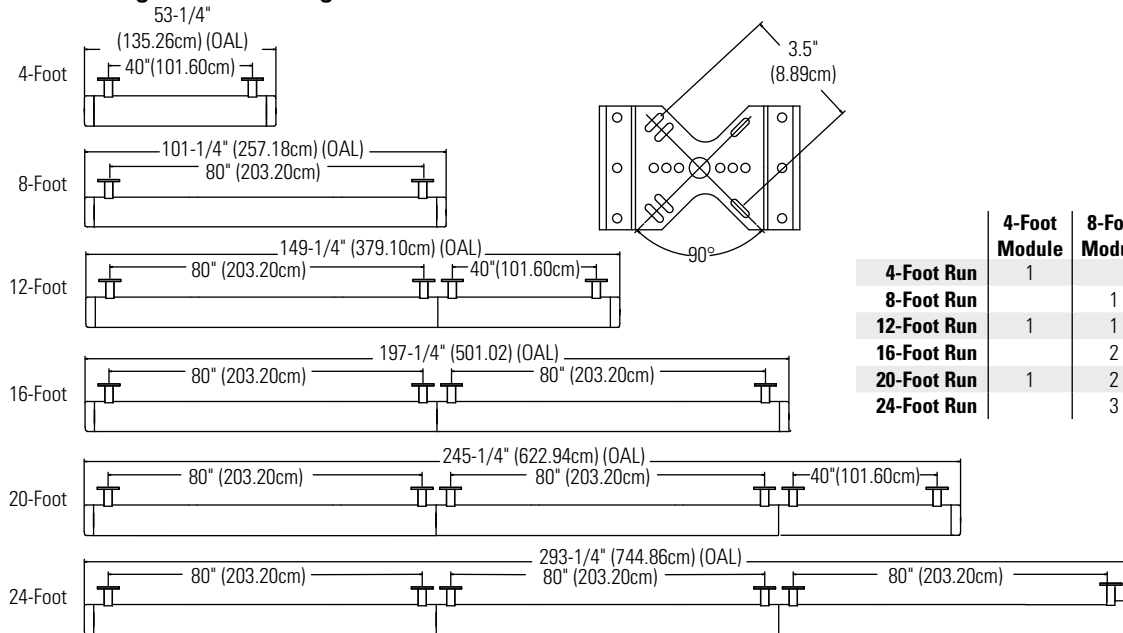 53-1/4"
(135.26cm) (OAL)
4-Foot
40"(101.60cm)
101-1/4" (257.18cm) (OAL)
8-Foot
80" (203.20cm)
149-1/4" (379.10cm) (OAL)
12-Foot
80" (203.20cm)
40"(101.60cm)
197-1/4" (501.02) (OAL)
16-Foot
80" (203.20cm)
80" (203.20cm)
245-1/4" (622.94cm) (OAL)
20-Foot
80" (203.20cm)
80" (203.20cm)
40"(101.60cm)
293-1/4" (744.86cm) (OAL)
24-Foot
80" (203.20cm)
80" (203.20cm)
80" (203.20cm)
3.5"
(8.89cm)
90°
4-Foot 8-Fo
Module Modu
4-Foot Run 1
8-Foot Run 1
12-Foot Run 1 1
16-Foot Run 2
20-Foot Run 1 2
24-Foot Run 3